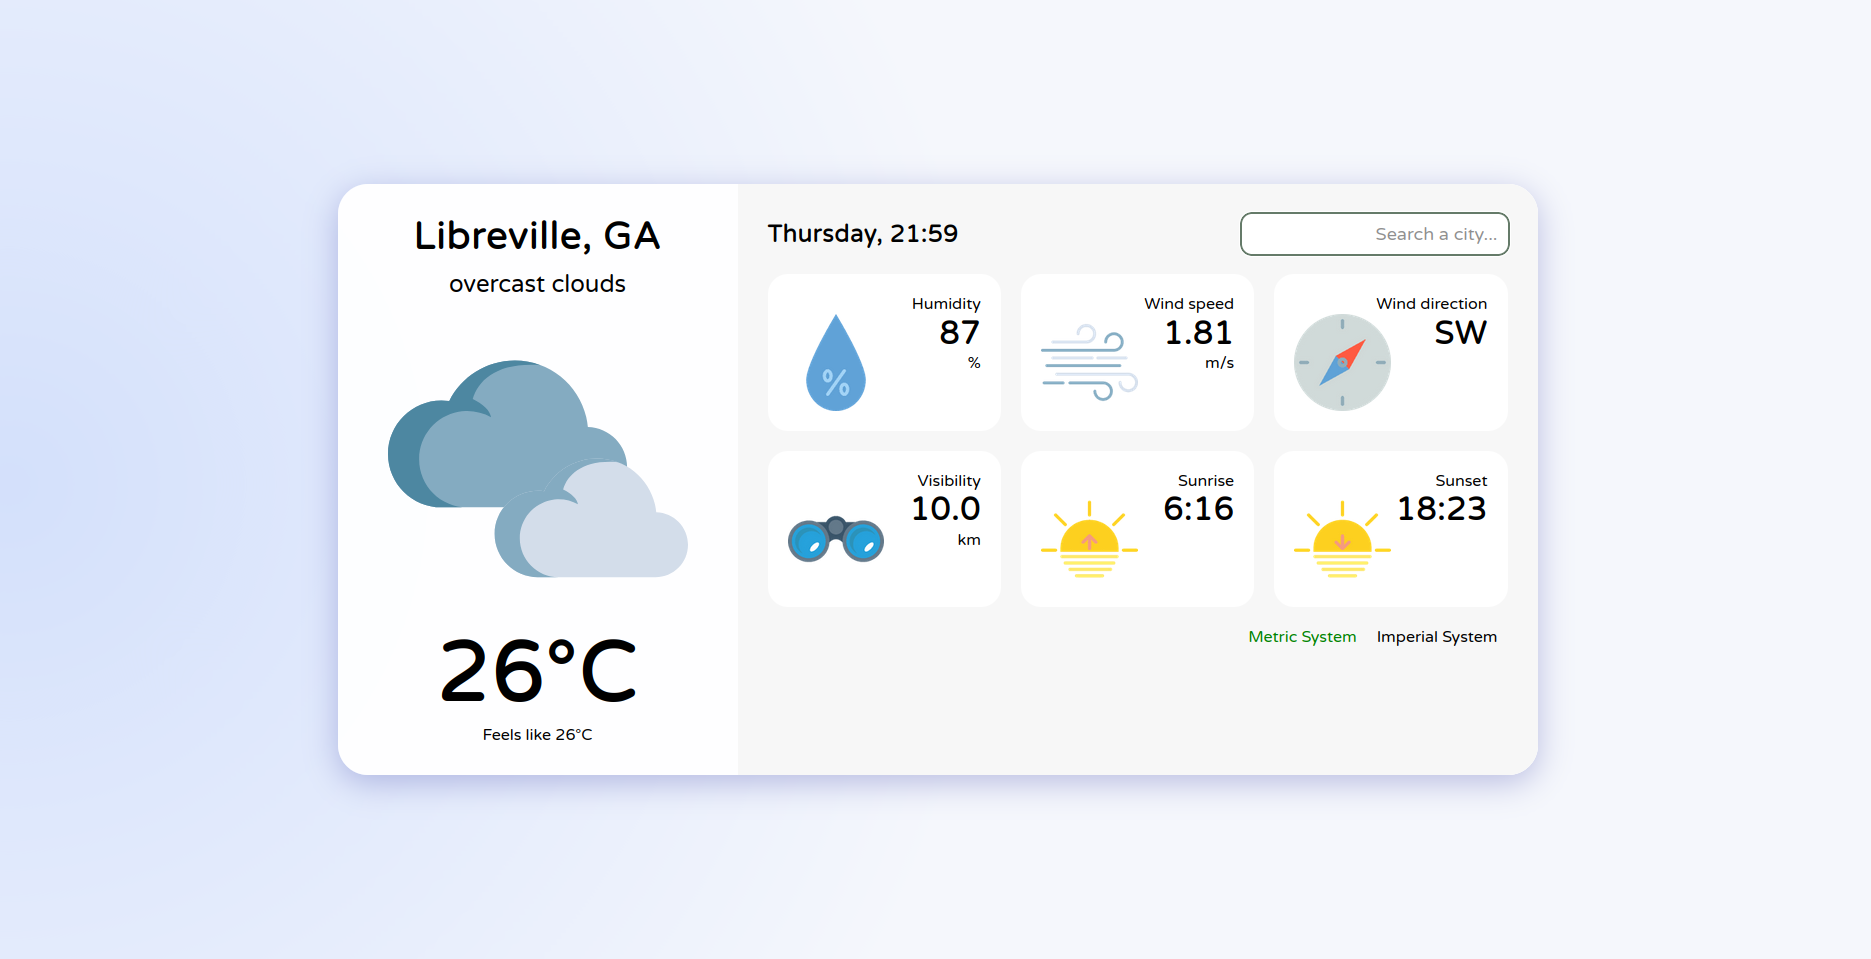 Libreville, GA
overcast clouds
26°C
Feels like 26°C
Thursday, 21:59
Search a city...
Humidity
87
%
%
Wind speed
1.81
m/s
Wind direction
SW
Visibility
10.0
km
Sunrise
6:16
Sunset
18:23
Metric System
Imperial System